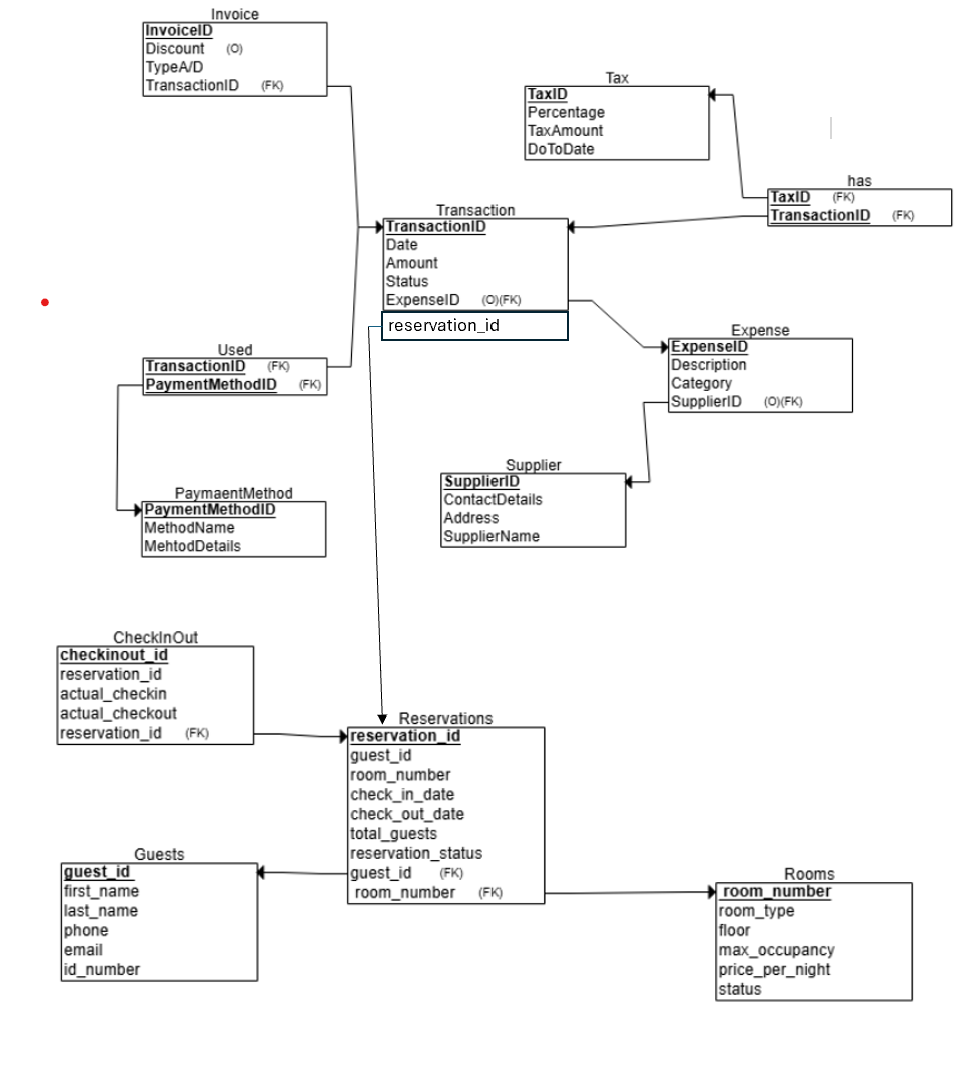 Invoice
InvoiceID
Discount (O)
TypeA/D
TransactionID (FK)
Tax
TaxID
Percentage
TaxAmount
DoToDate
has
TaxID (FK)
TransactionID (FK)
Transaction
TransactionID
Date
Amount
Status
ExpenseID (O)(FK)
reservation_id
Expense
ExpenseID
Description
Category
SupplierID (O)(FK)
Used
TransactionID (FK)
PaymentMethodID (FK)
Supplier
SupplierID
ContactDetails
Address
SupplierName
PaymaentMethod
PaymentMethodID
MethodName
MehtodDetails
CheckInOut
checkinout_id
reservation_id
actual_checkin
actual_checkout
reservation_id (FK)
Reservations
reservation_id
guest_id
room_number
check_in_date
check_out_date
total_guests
reservation_status
guest_id (FK)
room_number (FK)
Guests
guest_id
first_name
last_name
phone
email
id_number
Rooms
room_number
room_type
floor
max_occupancy
price_per_night
status